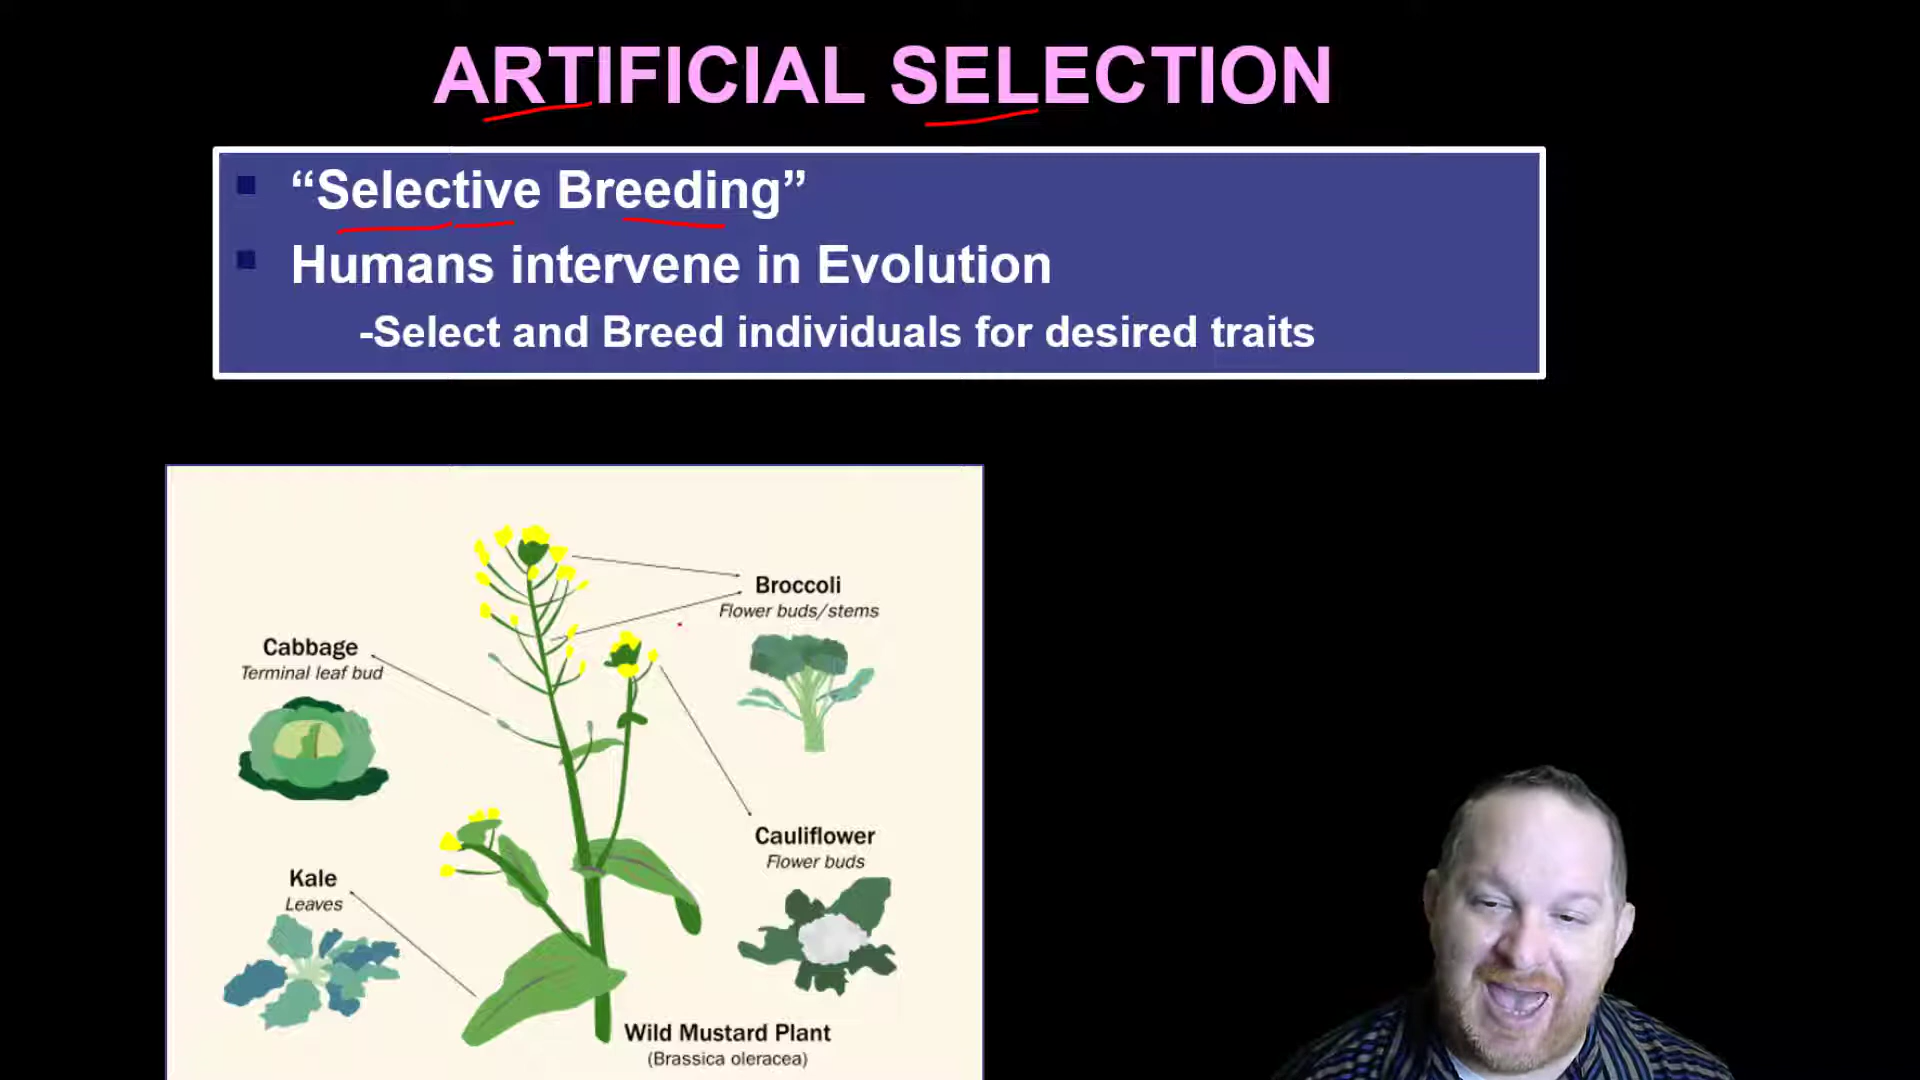 ARTIFICIAL SELECTION
“Selective Breeding”
Humans intervene in Evolution
-Select and Breed individuals for desired traits
Broccoli
Flower buds/stems
Cabbage
Terminal leaf bud
Cauliflower
Flower buds
Kale
Leaves
Wild Mustard Plant
(Brassica oleracea)